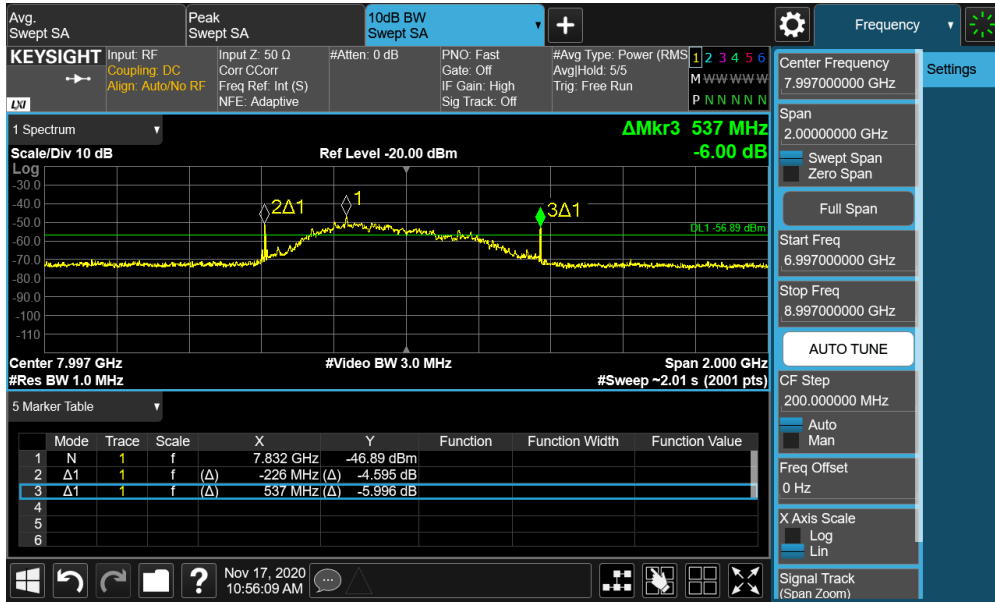 Avg.
Swept SA
Peak
Swept SA
10dB BW
Swept SA
Frequency
KEYSIGHT
LXI
Input: RF
Coupling: DC
Align: Auto/No RF
Input Z: 50 Ω
Corr CCorr
Freq Ref: Int (S)
NFE: Adaptive
#Atten: 0 dB
PNO: Fast
Gate: Off
IF Gain: High
Sig Track: Off
#Avg Type: Power (RMS
Avg|Hold: 5/5
Trig: Free Run
1 2 3 4 5 6
M W W W W W
P N N N N N
1 Spectrum
Scale/Div 10 dB
Ref Level -20.00 dBm
ΔMkr3 537 MHz
-6.00 dB
Log
-30.0
-40.0
-50.0
-60.0
-70.0
-80.0
-90.0
-100
-110
2Δ1
1
3Δ1
DL1 -56.89 dBm
Center 7.997 GHz
#Video BW 3.0 MHz
Span 2.000 GHz
#Res BW 1.0 MHz
#Sweep ~2.01 s (2001 pts)
5 Marker Table
Mode Trace Scale X Y Function Function Width Function Value
1 N 1 f 7.832 GHz -46.89 dBm
2 Δ1 1 f (Δ) -226 MHz (Δ) -4.595 dB
3 Δ1 1 f (Δ) 537 MHz (Δ) -5.996 dB
4
5
6
Nov 17, 2020
10:56:09 AM
Center Frequency
7.997000000 GHz
Span
2.00000000 GHz
Swept Span
Zero Span
Full Span
Start Freq
6.997000000 GHz
Stop Freq
8.997000000 GHz
AUTO TUNE
CF Step
200.000000 MHz
Auto
Man
Freq Offset
0 Hz
X Axis Scale
Log
Lin
Signal Track
(Span Zoom)
Settings